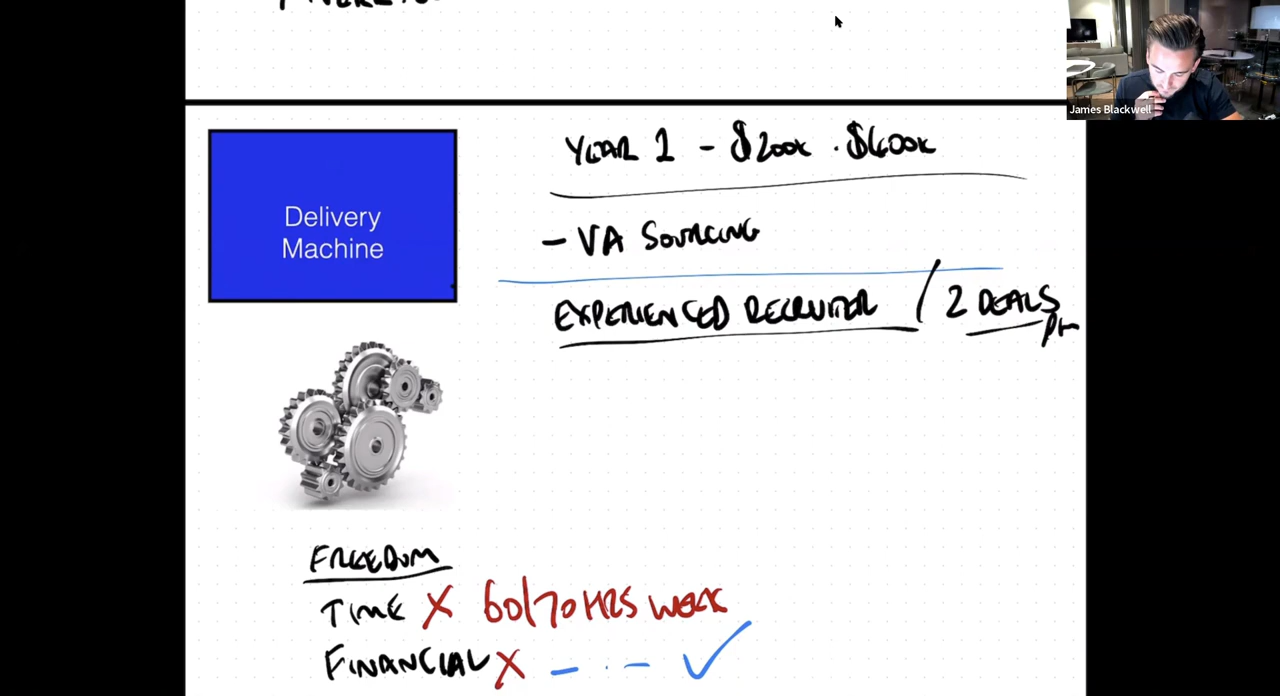 James Blackwell
YEAR 1 - $200K - $600K
Delivery
Machine
- VA SOURCING
EXPERIENCED RECRUITER / 2 DEALS
pm
FREEDOM
TIME X 60/70 HRS WEEK
FINANCIAL X - - - ✓